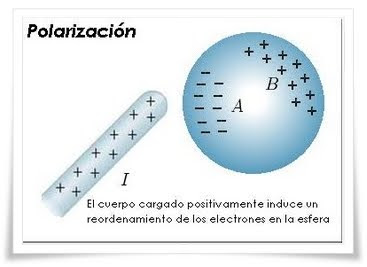 Polarización
A
B
I
El cuerpo cargado positivamente induce un
reordenamiento de los electrones en la esfera